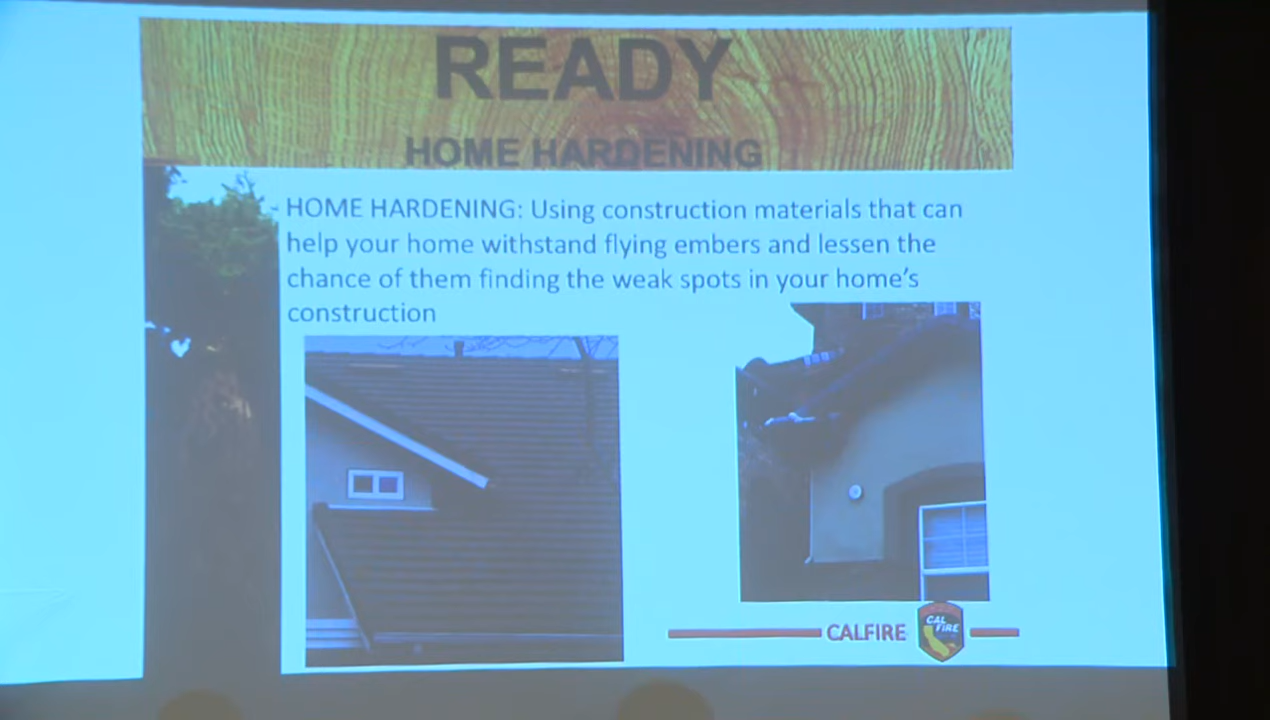 READY
HOME HARDENING
HOME HARDENING: Using construction materials that can
help your home withstand flying embers and lessen the
chance of them finding the weak spots in your home's
construction
CALFIRE
CAL
FIRE